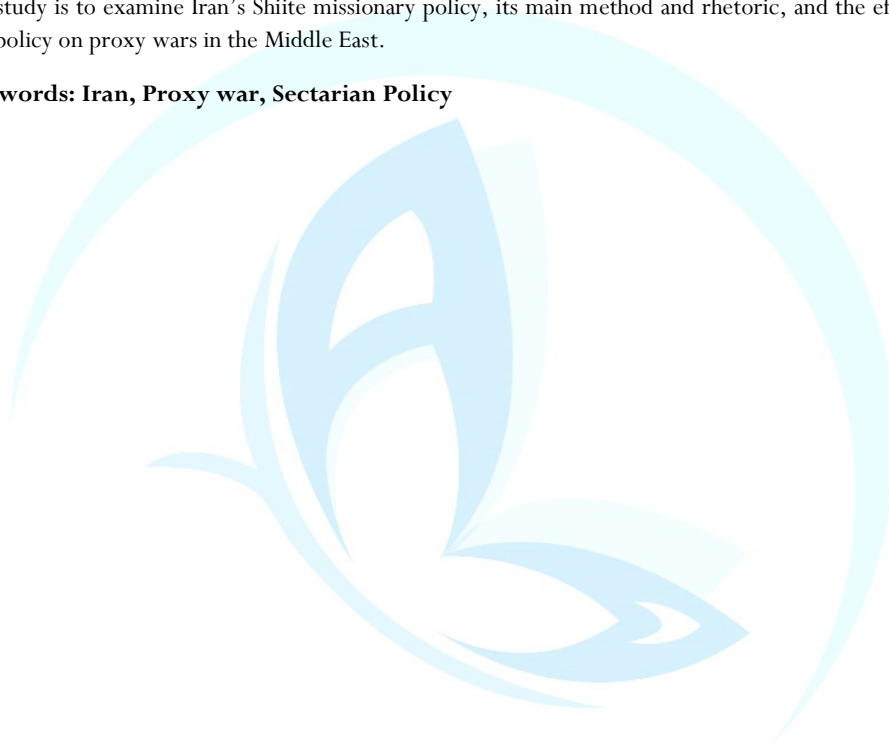 study is to examine Iran's Shiite missionary policy, its main method and rhetoric, and the ef
policy on proxy wars in the Middle East.
words: Iran, Proxy war, Sectarian Policy